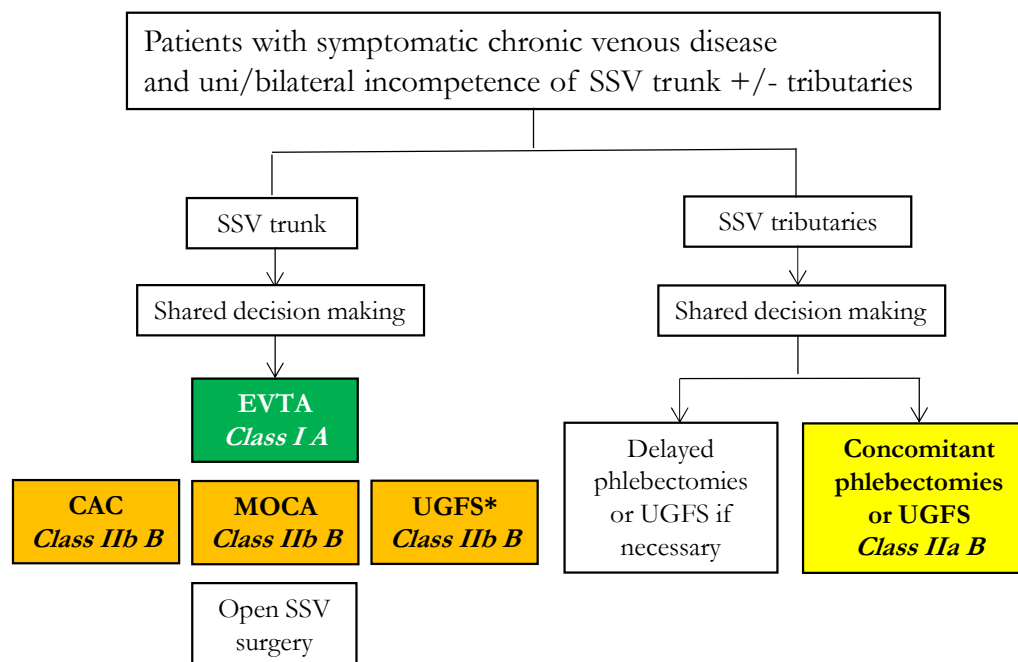 Patients with symptomatic chronic venous disease
and uni/bilateral incompetence of SSV trunk +/- tributaries
SSV trunk
SSV tributaries
Shared decision making
Shared decision making
EVTA
Class I A
CAC
Class IIb B
MOCA
Class IIb B
UGFS*
Class IIb B
Open SSV
surgery
Delayed
phlebectomies
or UGFS if
necessary
Concomitant
phlebectomies
or UGFS
Class IIa B